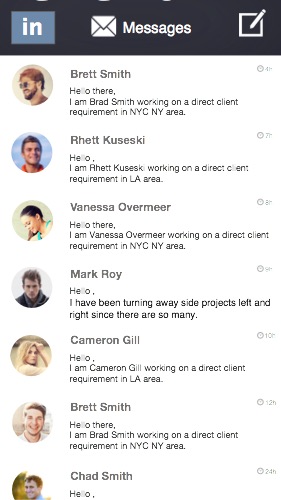 in
Messages
Brett Smith
4h
Hello there,
I am Brad Smith working on a direct client
requirement in NYC NY area.
Rhett Kuseski
7h
Hello ,
I am Rhett Kuseski working on a direct client
requirement in LA area.
Vanessa Overmeer
8h
Hello there,
I am Vanessa Overmeer working on a direct client
requirement in NYC NY area.
Mark Roy
9h
Hello ,
I have been turning away side projects left and
right since there are so many.
Cameron Gill
10h
Hello ,
I am Cameron Gill working on a direct client
requirement in LA area.
Brett Smith
12h
Hello there,
I am Brad Smith working on a direct client
requirement in NYC NY area.
Chad Smith
24h
Hello ,